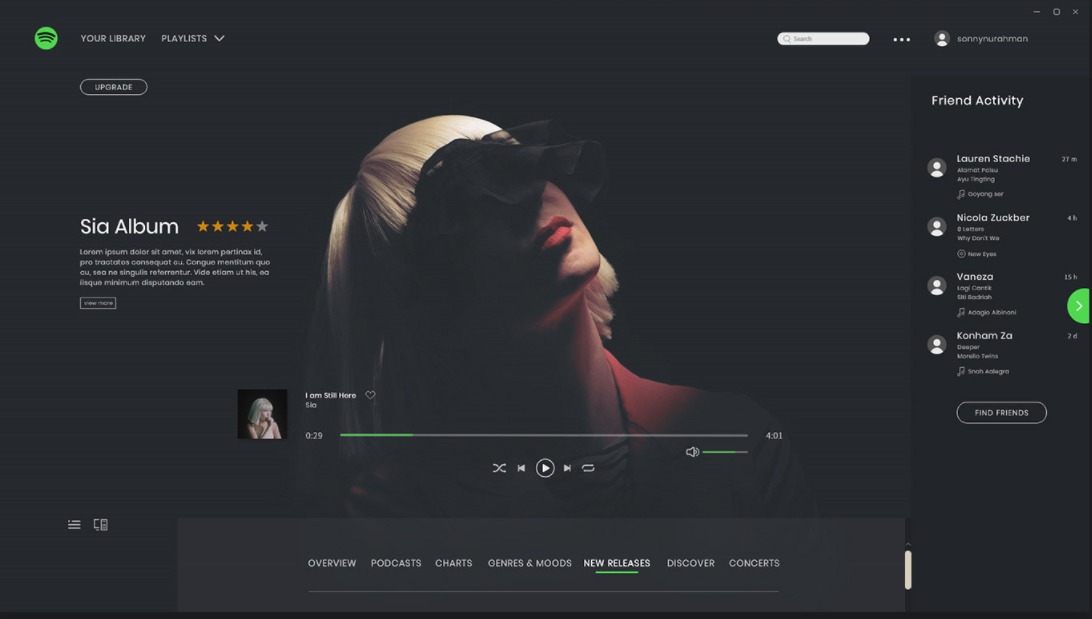 YOUR LIBRARY
PLAYLISTS
Search
sonnynurahman
UPGRADE
Sia Album
Lorem ipsum dolor sit amet, vix lorem partinax id,
pro tractatos consequat cu. Congue mentitum quo
cu, sea ne singulis referrentur. Vide etiam ut his, ea
iisque minimum disputando eam.
view more
I am Still Here
Sia
0:29
4:01
OVERVIEW
PODCASTS
CHARTS
GENRES & MOODS
NEW RELEASES
DISCOVER
CONCERTS
Friend Activity
Lauren Stachie
27 m
Alamat Palsu
Ayu Tingting
Goyang ser
Nicola Zuckber
4 h
8 Letters
Why Don't We
New Eyes
Vaneza
15 h
Lagi Cantik
Siti Badriah
Adagio Albinoni
Konham Za
2 d
Deeper
Morello Twins
FIND FRIENDS